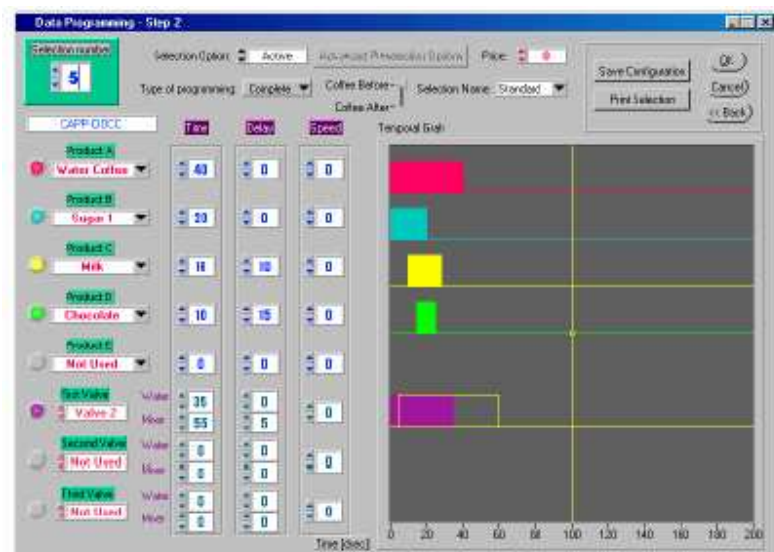 Data Programming - Step 2
Selection number
5
Selection Option: Active Advanced Preselection Options Price: 0
Type of programming: Complete Coffee Before- Coffee After- Selection Name: Standard
Save Configuration
Print Selection
OK
Cancel
<< Back
Time Delay Speed Temporal Grafi
Product A
Water Coffee 40 0 0
Product B
Sugar 1 20 0 0
Product C
Milk 10 0
Product D
Chocolate 10 15 0
Product E
Not Used 0 0 0
First Valve
Valve 2
Water 35 0
Mixer 55 5
0
Second Valve
Not Used
Water 0 0
Mixer 0 0
0
Third Valve
Not Used
Water 0 0
Mixer 0 0
0
Time [dsec]
0 20 40 60 80 100 120 140 160 180 200